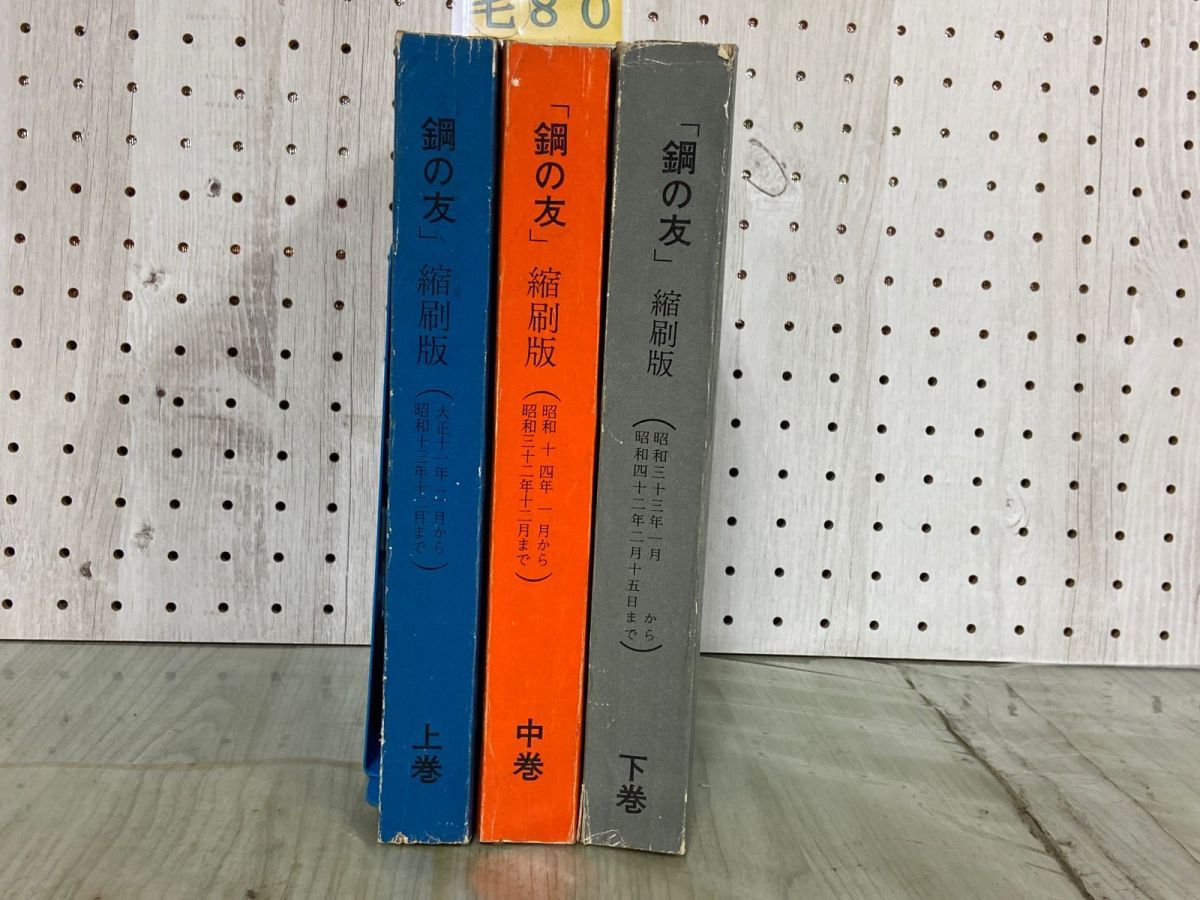 毛80
「鋼の友」縮刷版
(大正十一年一月から
昭和十三年十二月まで)
上巻
「鋼の友」縮刷版
(昭和十四年一月から
昭和三十二年十二月まで)
中巻
「鋼の友」縮刷版
(昭和三十三年一月から
昭和四十二年二月十五日まで)
下巻